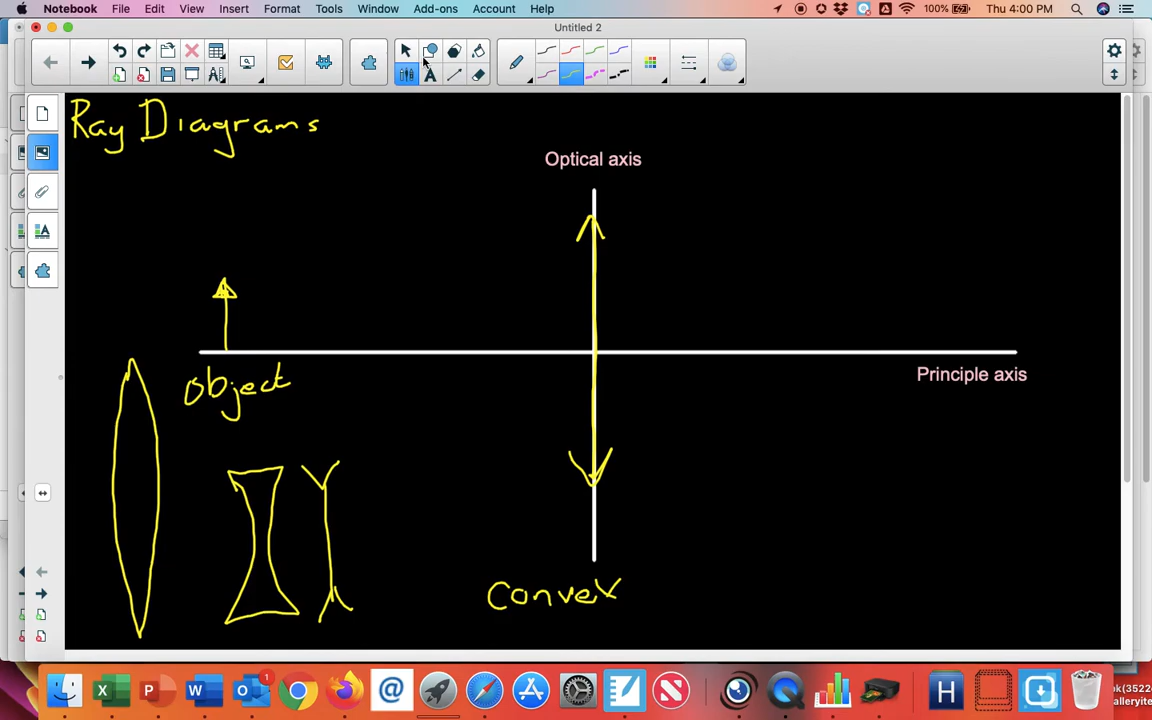 Notebook File Edit View Insert Format Tools Window Add-ons Account Help 100% Thu 4:00 PM
Untitled 2
Ray Diagrams
Optical axis
Principle axis
object
Convex
A
X
P
W
O
1
@
H